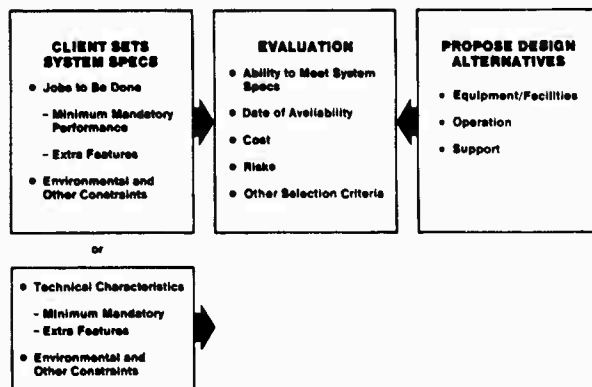 CLIENT SETS
SYSTEM SPECS
• Jobs to Be Done
– Minimum Mandatory
Performance
– Extra Features
• Environmental and
Other Constraints
EVALUATION
• Ability to Meet System
Specs
• Date of Availability
• Cost
• Risks
• Other Selection Criteria
PROPOSE DESIGN
ALTERNATIVES
• Equipment/Facilities
• Operation
• Support
or
• Technical Characteristics
– Minimum Mandatory
– Extra Features
• Environmental and
Other Constraints